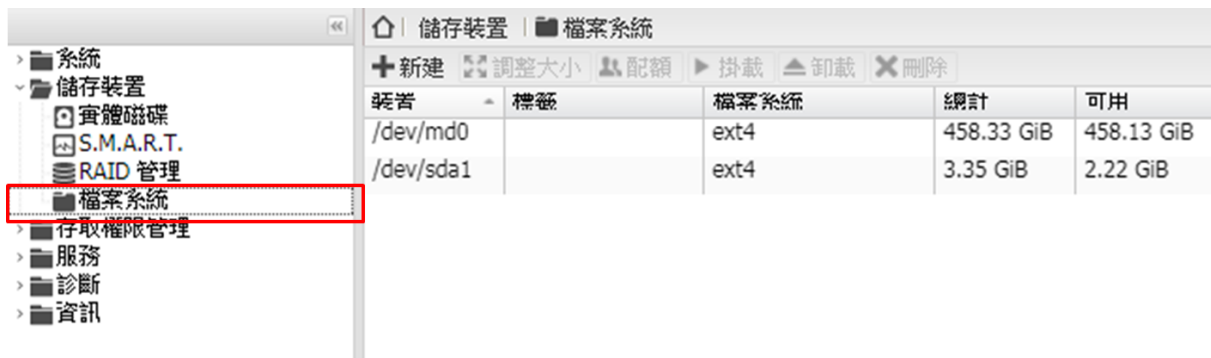 儲存裝置 | 檔案系統
新建 調整大小 配額 掛載 卸載 刪除
系統
儲存裝置
實體磁碟
S.M.A.R.T.
RAID 管理
檔案系統
存取權限管理
服務
診斷
資訊
裝置 標籤 檔案系統 總計 可用
/dev/md0 ext4 458.33 GiB 458.13 GiB
/dev/sda1 ext4 3.35 GiB 2.22 GiB